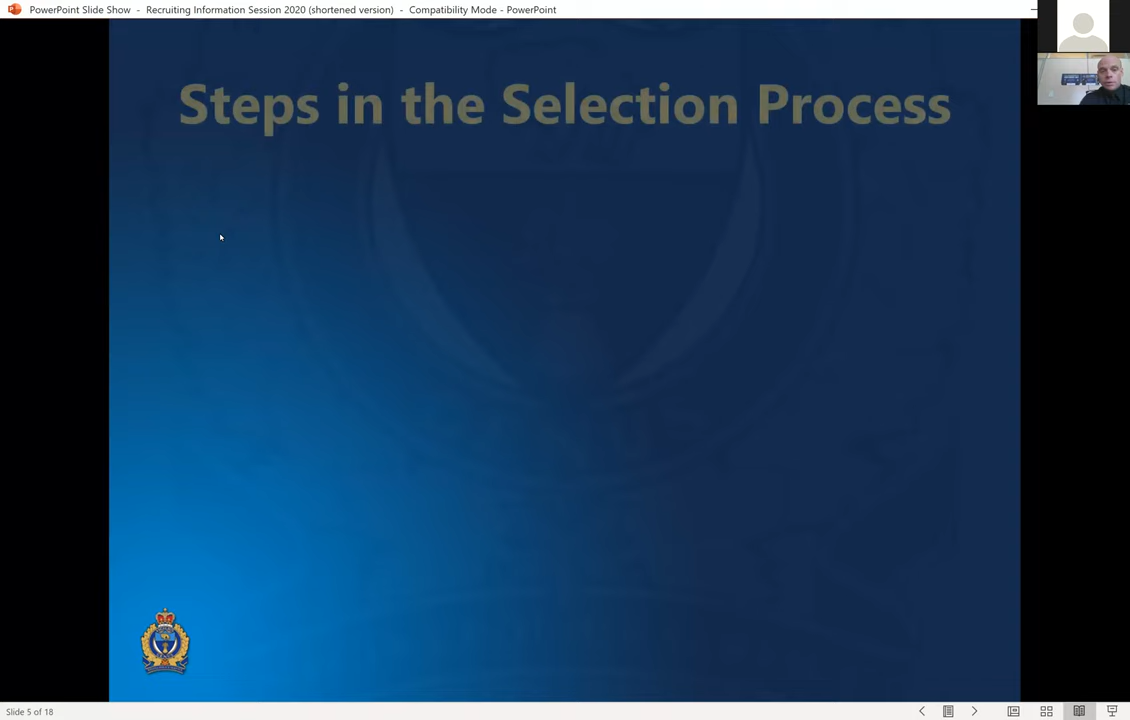 PowerPoint Slide Show - Recruiting Information Session 2020 (shortened version) - Compatibility Mode - PowerPoint
Steps in the Selection Process
Slide 5 of 18